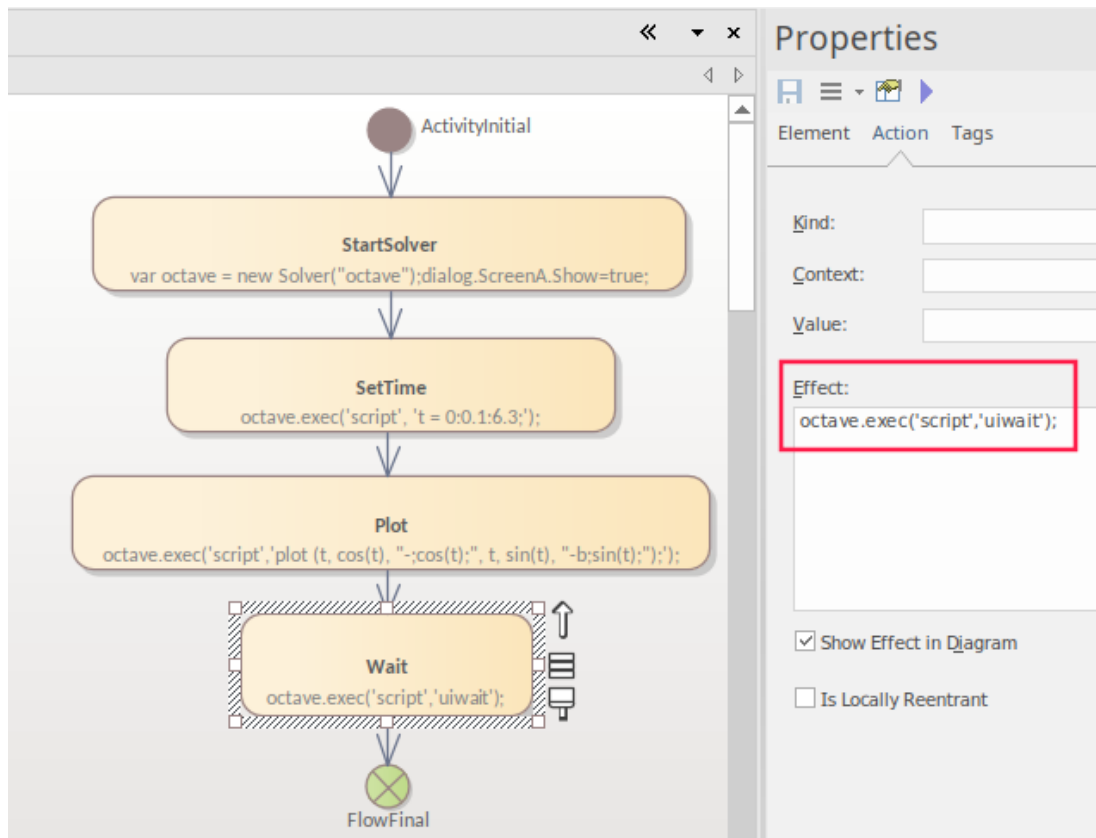 ActivityInitial
StartSolver
var octave = new Solver("octave");dialog.ScreenA.Show=true;
SetTime
octave.exec('script', 't = 0:0.1:6.3;');
Plot
octave.exec('script','plot (t, cos(t), "-;cos(t);", t, sin(t), "-b;sin(t);");');
Wait
octave.exec('script','uiwait');
FlowFinal
Properties
Element Action Tags
Kind:
Context:
Value:
Effect:
octave.exec('script','uiwait');
Show Effect in Diagram
Is Locally Reentrant